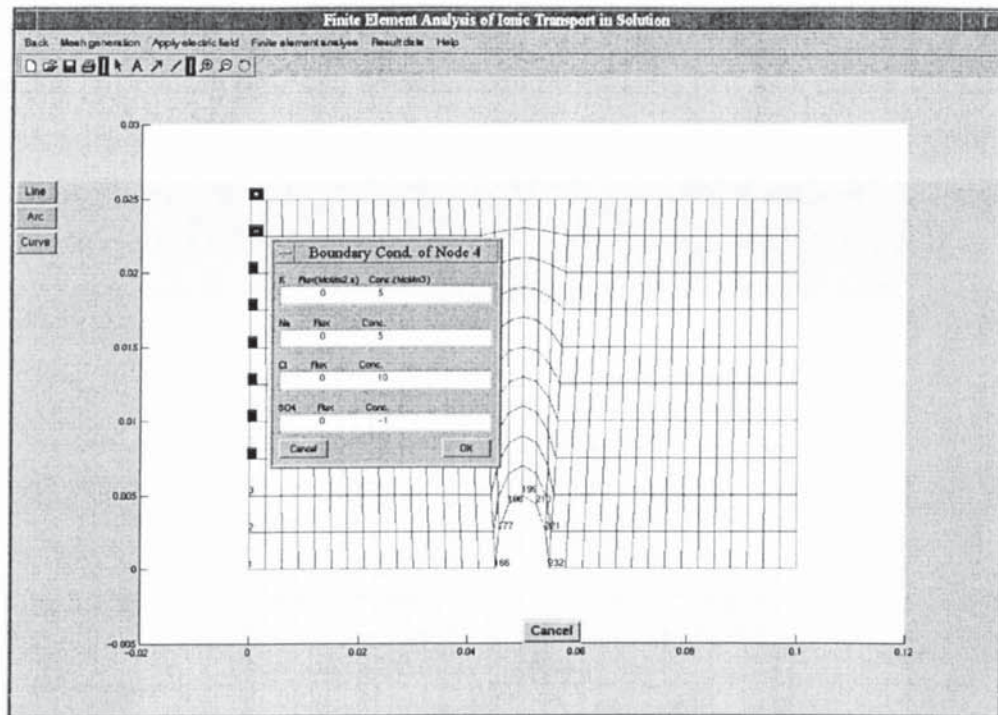 Finite Element Analysis of Ionic Transport in Solution
Back Mesh generation Apply electric field Finite element analyse Result data Help
A
0.03
Line
0.025
Arc
Curve
Boundary Cond. of Node 4
0.02
K Flux(Mol/m2.s) Conc.(Mol/m3)
0 5
Na Flux Conc.
0 5
0.015
Cl Flux Conc.
0 10
0.01
SO4 Flux Conc.
0 -1
Cancel OK
0.005
3
199
188
2
177
0
1
166
232
Cancel
-0.005
-0.02 0 0.02 0.04 0.06 0.08 0.1 0.12